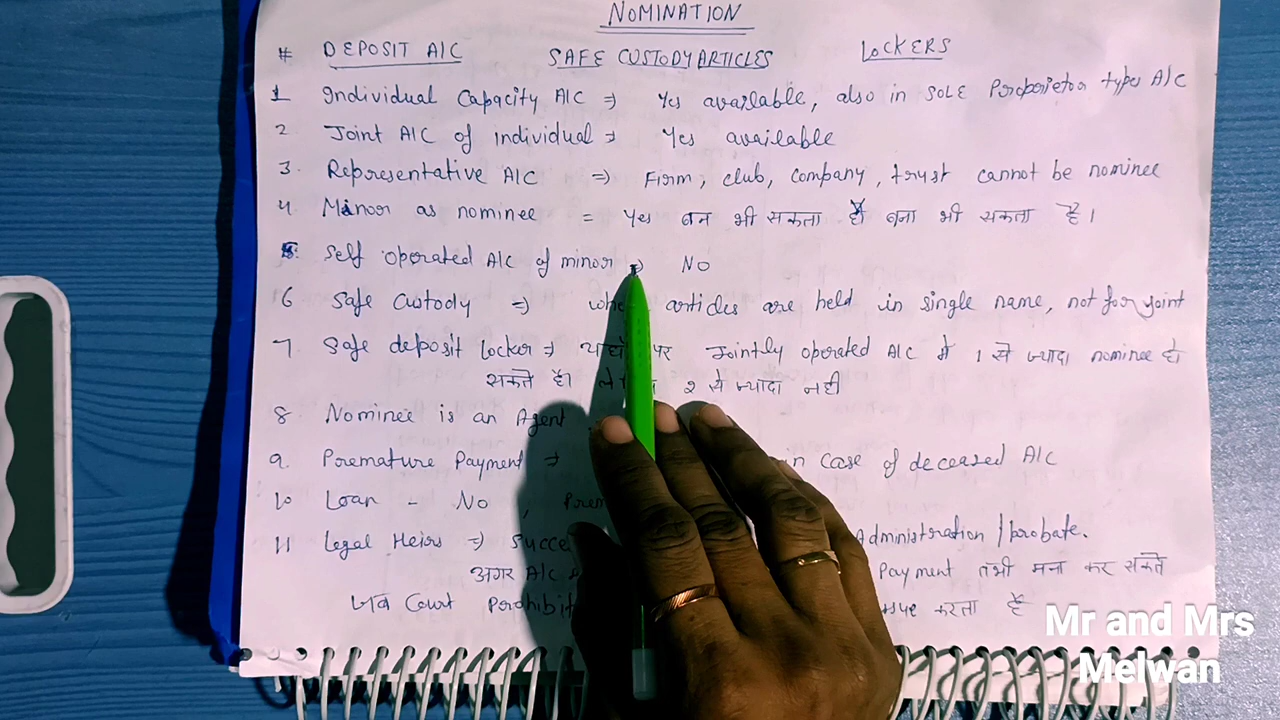 NOMINATION
# DEPOSIT A/C SAFE CUSTODY ARTICLES LOCKERS
1 Individual Capacity A/C ⇒ Yes available, also in SOLE Perporietor types A/C
2 Joint A/C of individual ⇒ Yes available
3. Representative A/C ⇒ Firm, club, Company, trust cannot be nominee
4 Minor as nominee = Yes बन भी सकता है बना भी सकता है।
5. Self operated A/C of minor ⇒ No
6 Safe Custody ⇒ articles are held in single name, not for joint
7 Safe deposit locker ⇒ पर Jointly operated A/C में 1 से ज्यादा nominee हो
सकते है। 2 से ज्यादा नही
8 Nominee is an Agent
9. Premature Payment ⇒ in Case of deceased A/C
10 Loan - No ,
11 Legal Heirs ⇒ Administration / probate.
अगर A/C Payment तभी मना कर सकते
जब Court करता है
Mr and Mrs
Melwan